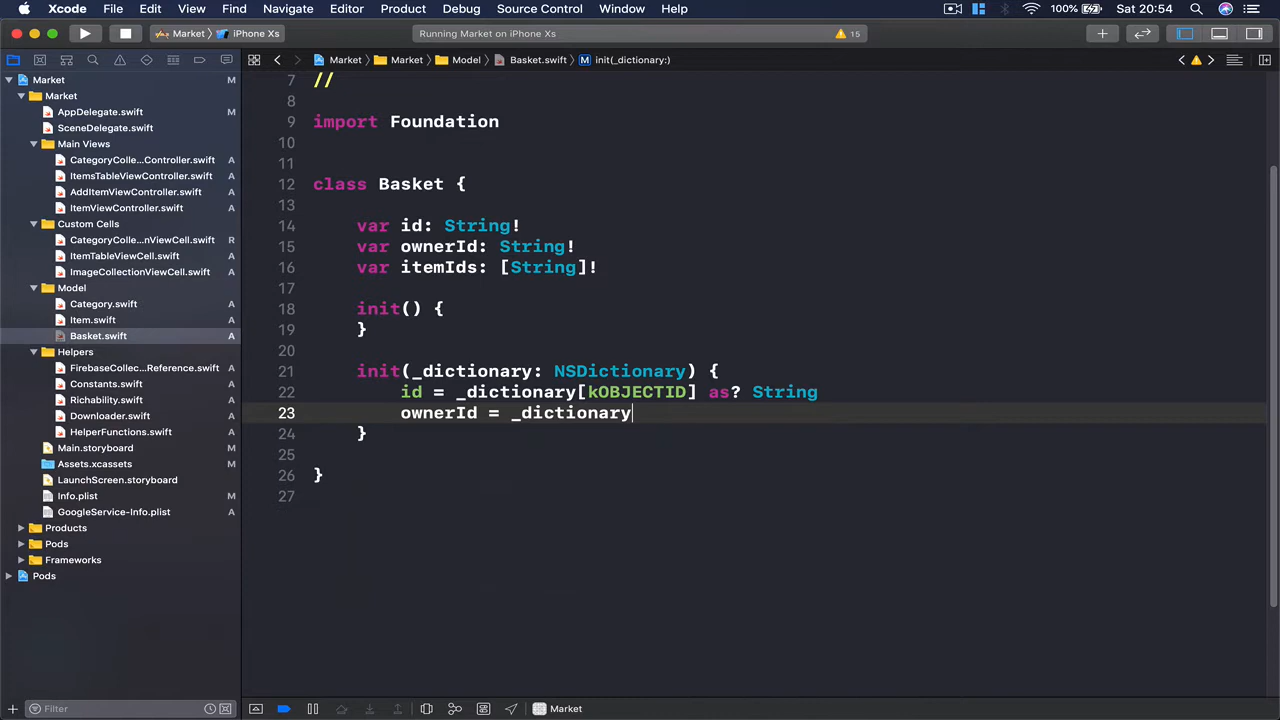 Xcode File Edit View Find Navigate Editor Product Debug Source Control Window Help 100% Sat 20:54
Market iPhone Xs Running Market on iPhone Xs 15
Market Market Model Basket.swift M init(_dictionary:)
Market M
Market
AppDelegate.swift M
SceneDelegate.swift
Main Views
CategoryColle...Controller.swift A
ItemsTableViewController.swift A
AddItemViewController.swift A
ItemViewController.swift A
Custom Cells
CategoryColle...nViewCell.swift R
ItemTableViewCell.swift A
ImageCollectionViewCell.swift A
Model
Category.swift A
Item.swift A
Basket.swift A
Helpers
FirebaseCollec...Reference.swift A
Constants.swift A
Richability.swift A
Downloader.swift A
HelperFunctions.swift A
Main.storyboard M
Assets.xcassets M
LaunchScreen.storyboard
Info.plist M
GoogleService-Info.plist A
Products
Pods
Frameworks
Pods
7 //
8
9 import Foundation
10
11
12 class Basket {
13
14 var id: String!
15 var ownerId: String!
16 var itemIds: [String]!
17
18 init() {
19 }
20
21 init(_dictionary: NSDictionary) {
22 id = _dictionary[kOBJECTID] as? String
23 ownerId = _dictionary
24 }
25
26 }
27
Filter Market